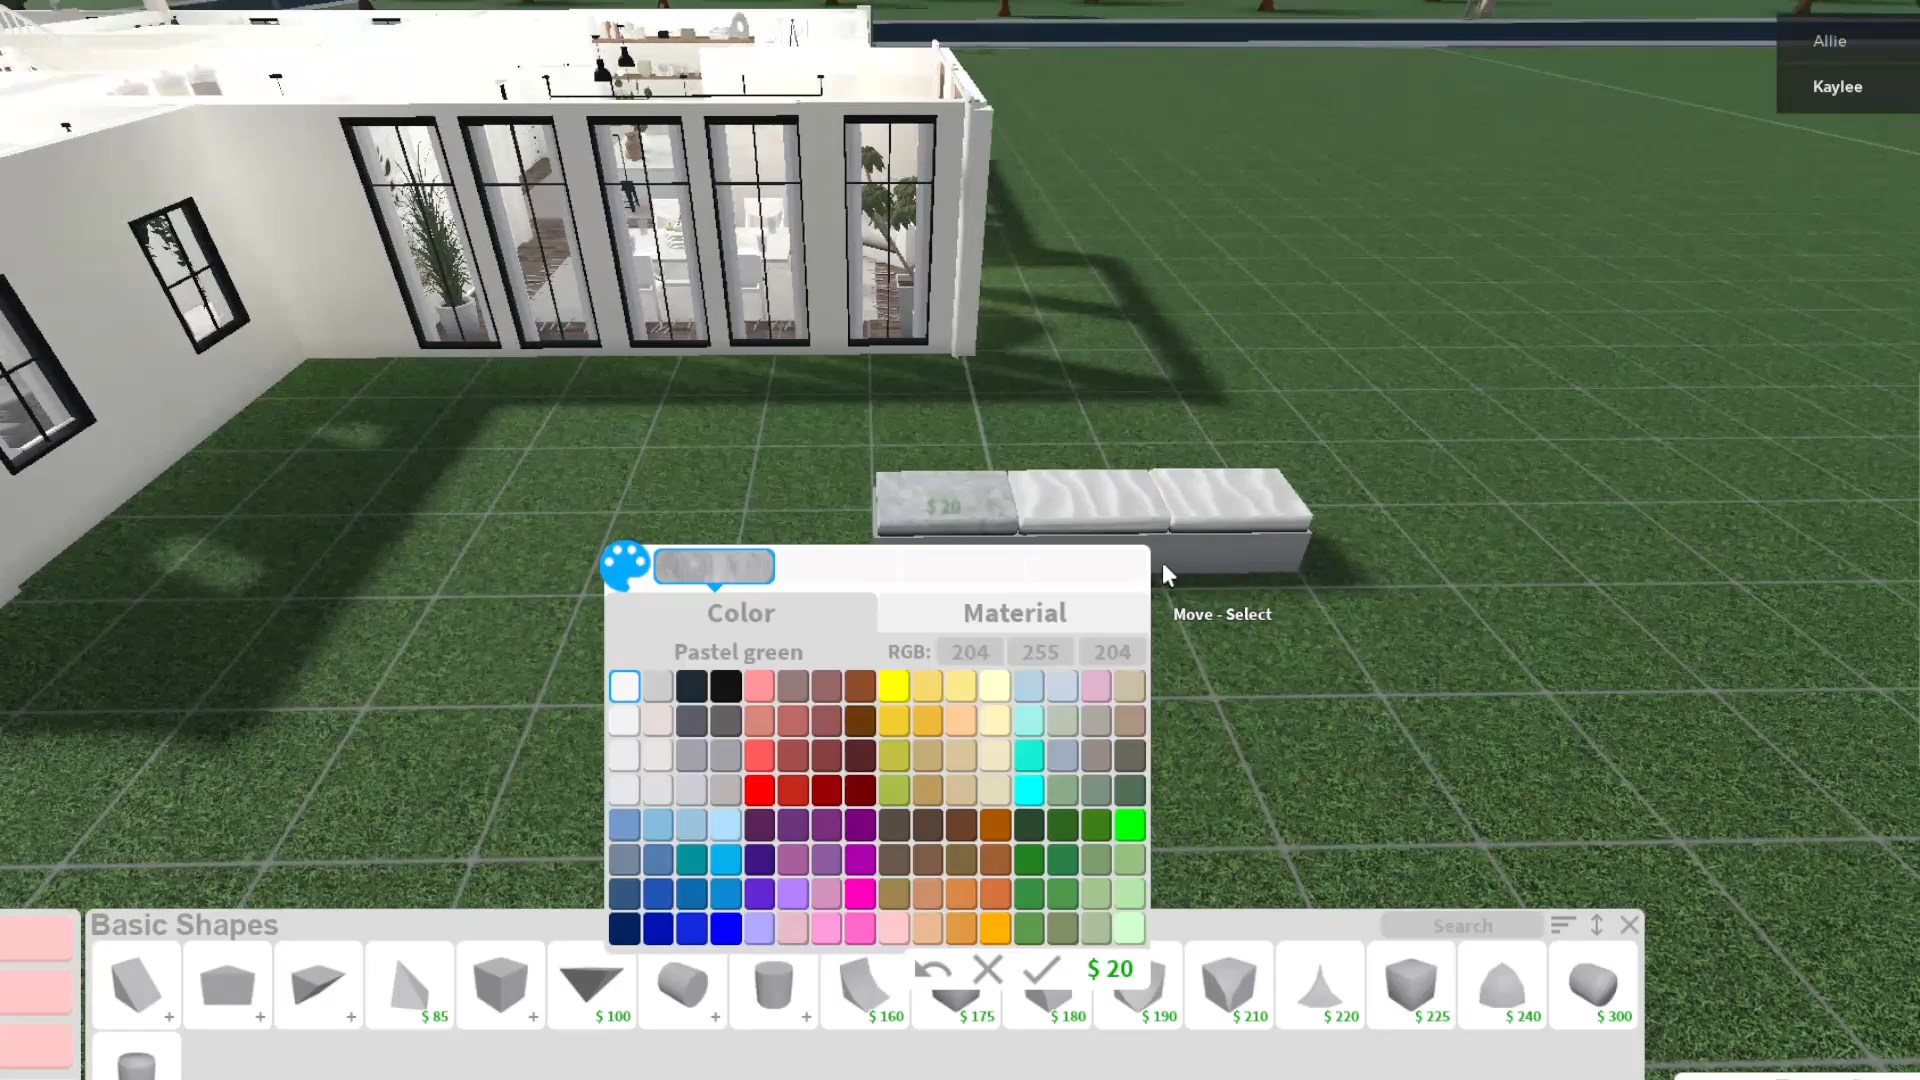 Allie
Kaylee
$ 20
Move - Select
Color
Material
Pastel green
RGB: 204 255 204
Basic Shapes
Search
$ 20
$ 85
$ 100
$ 160
$ 175
$ 180
$ 190
$ 210
$ 220
$ 225
$ 240
$ 300